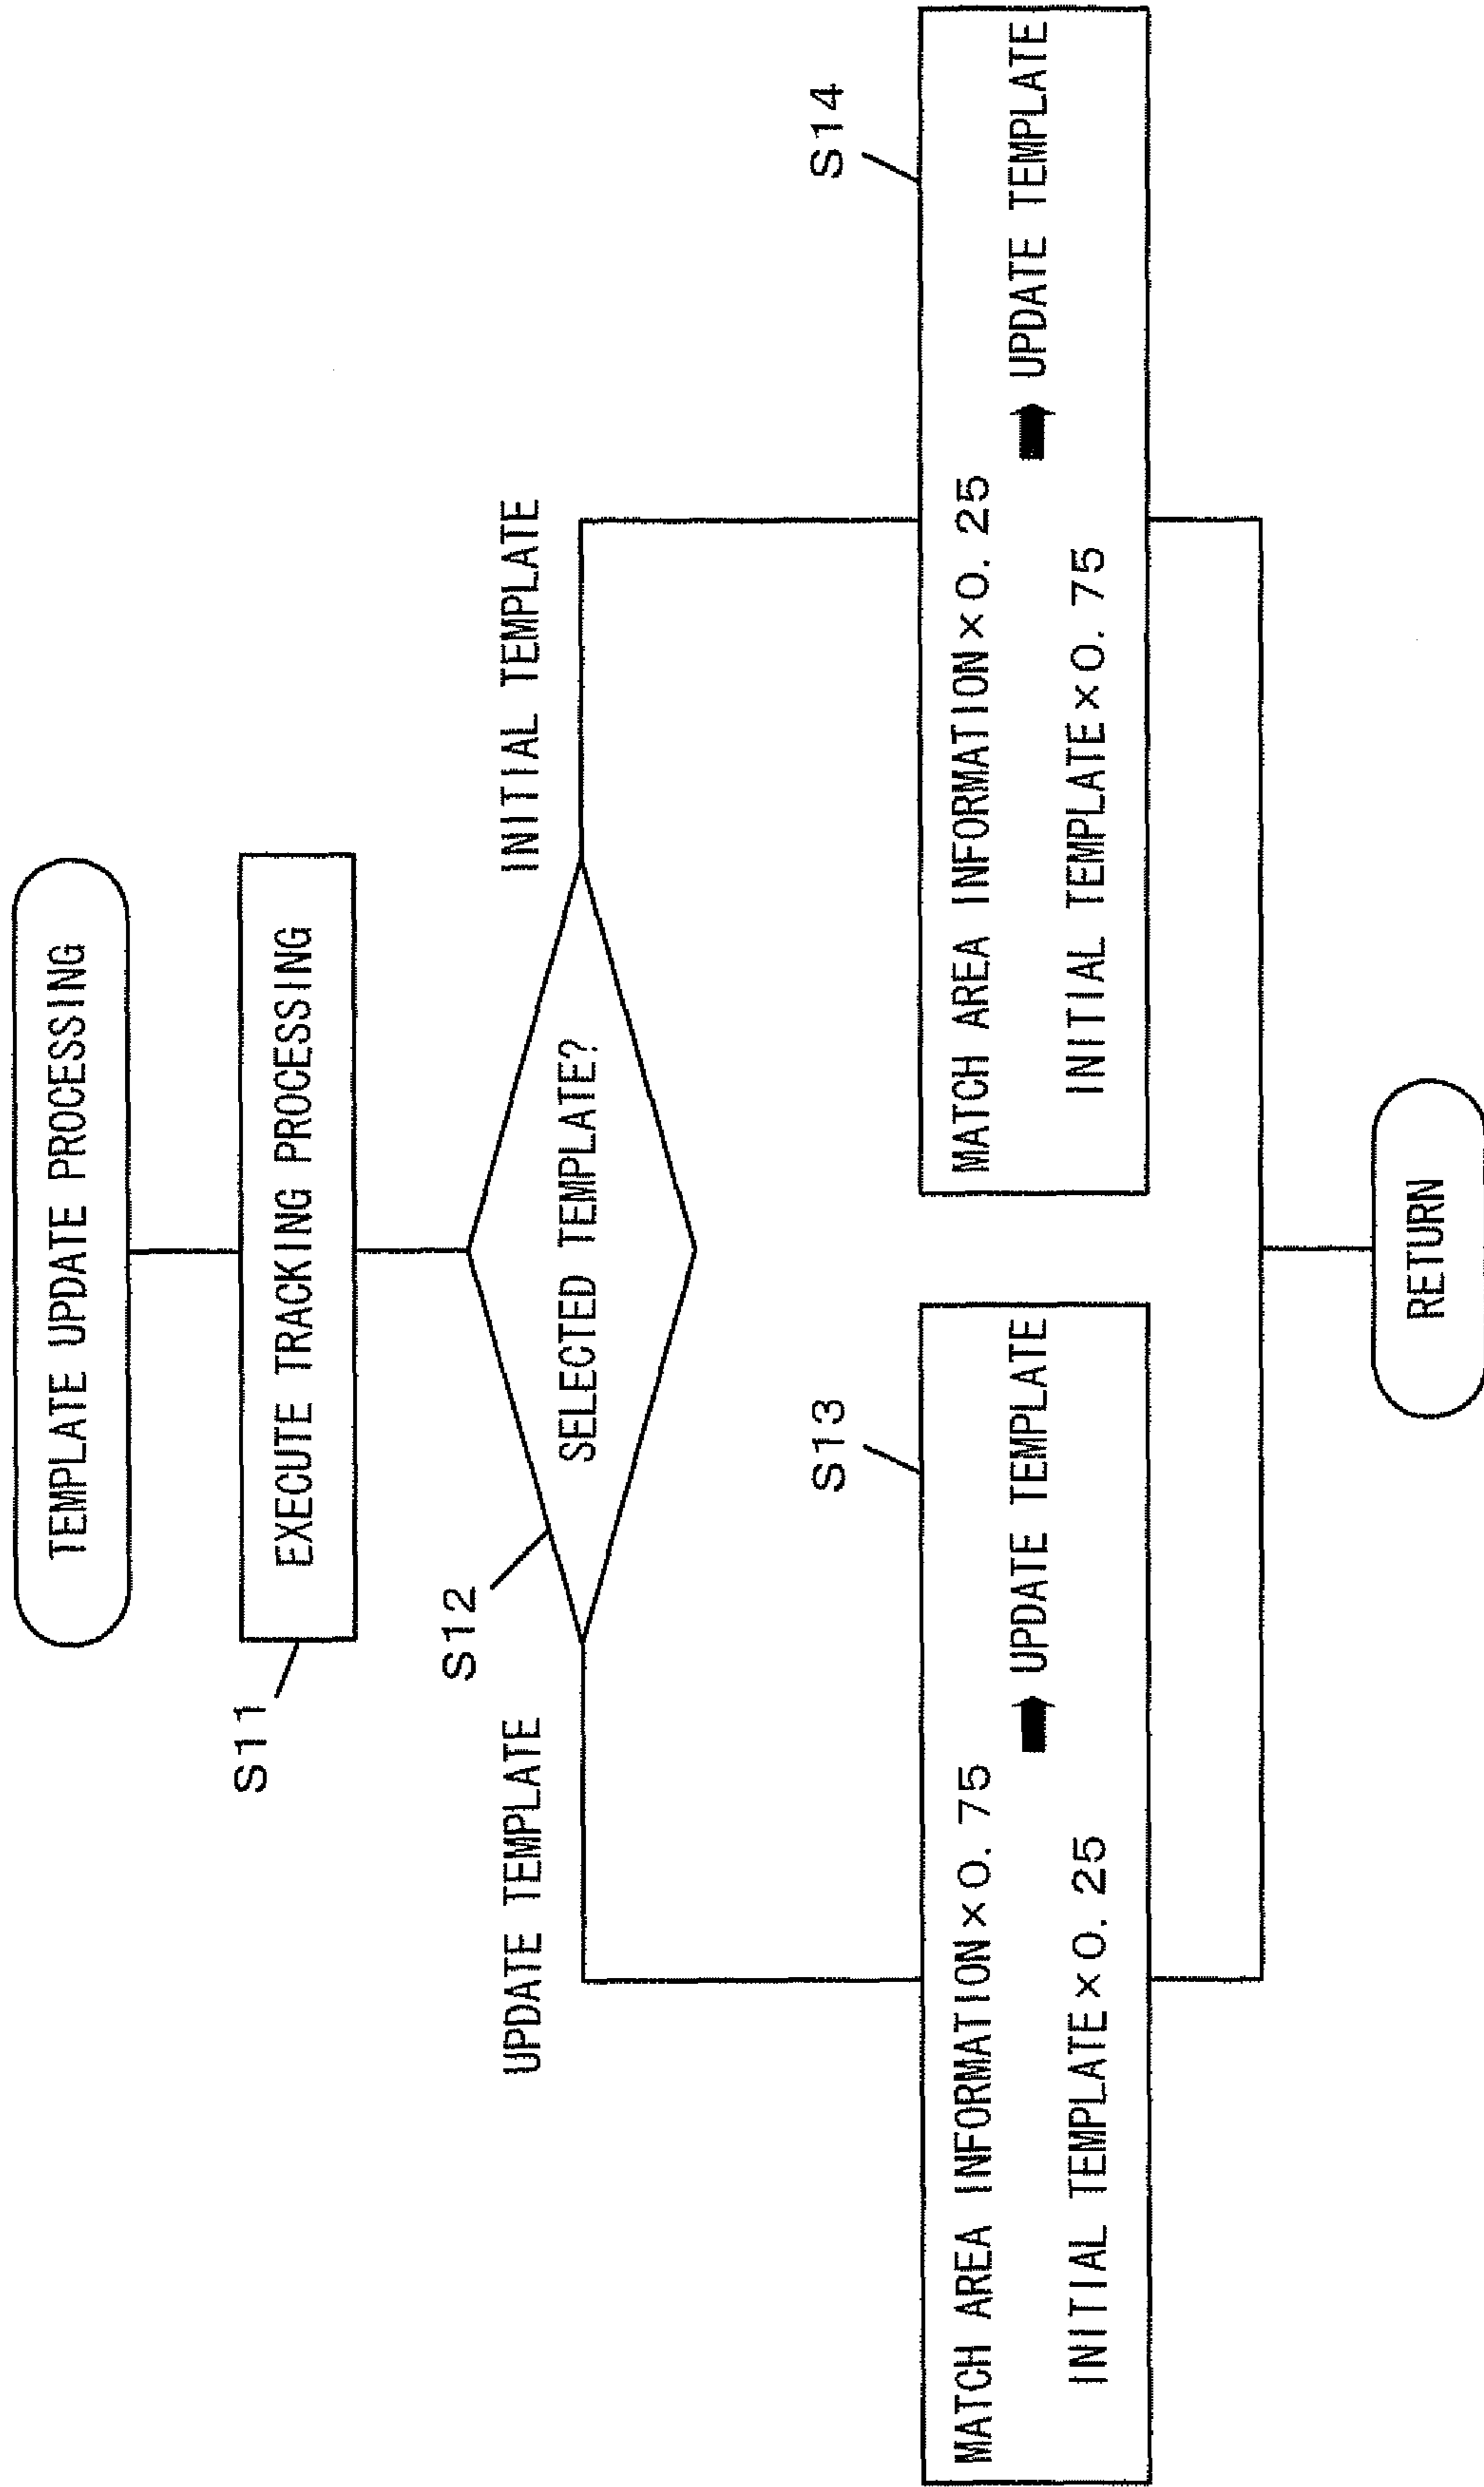 TEMPLATE UPDATE PROCESSING
S11
EXECUTE TRACKING PROCESSING
S12
SELECTED TEMPLATE?
UPDATE TEMPLATE
INITIAL TEMPLATE
S13
MATCH AREA INFORMATION×0. 75
➡ UPDATE TEMPLATE
INITIAL TEMPLATE×0. 25
S14
MATCH AREA INFORMATION×0. 25
➡ UPDATE TEMPLATE
INITIAL TEMPLATE×0. 75
RETURN